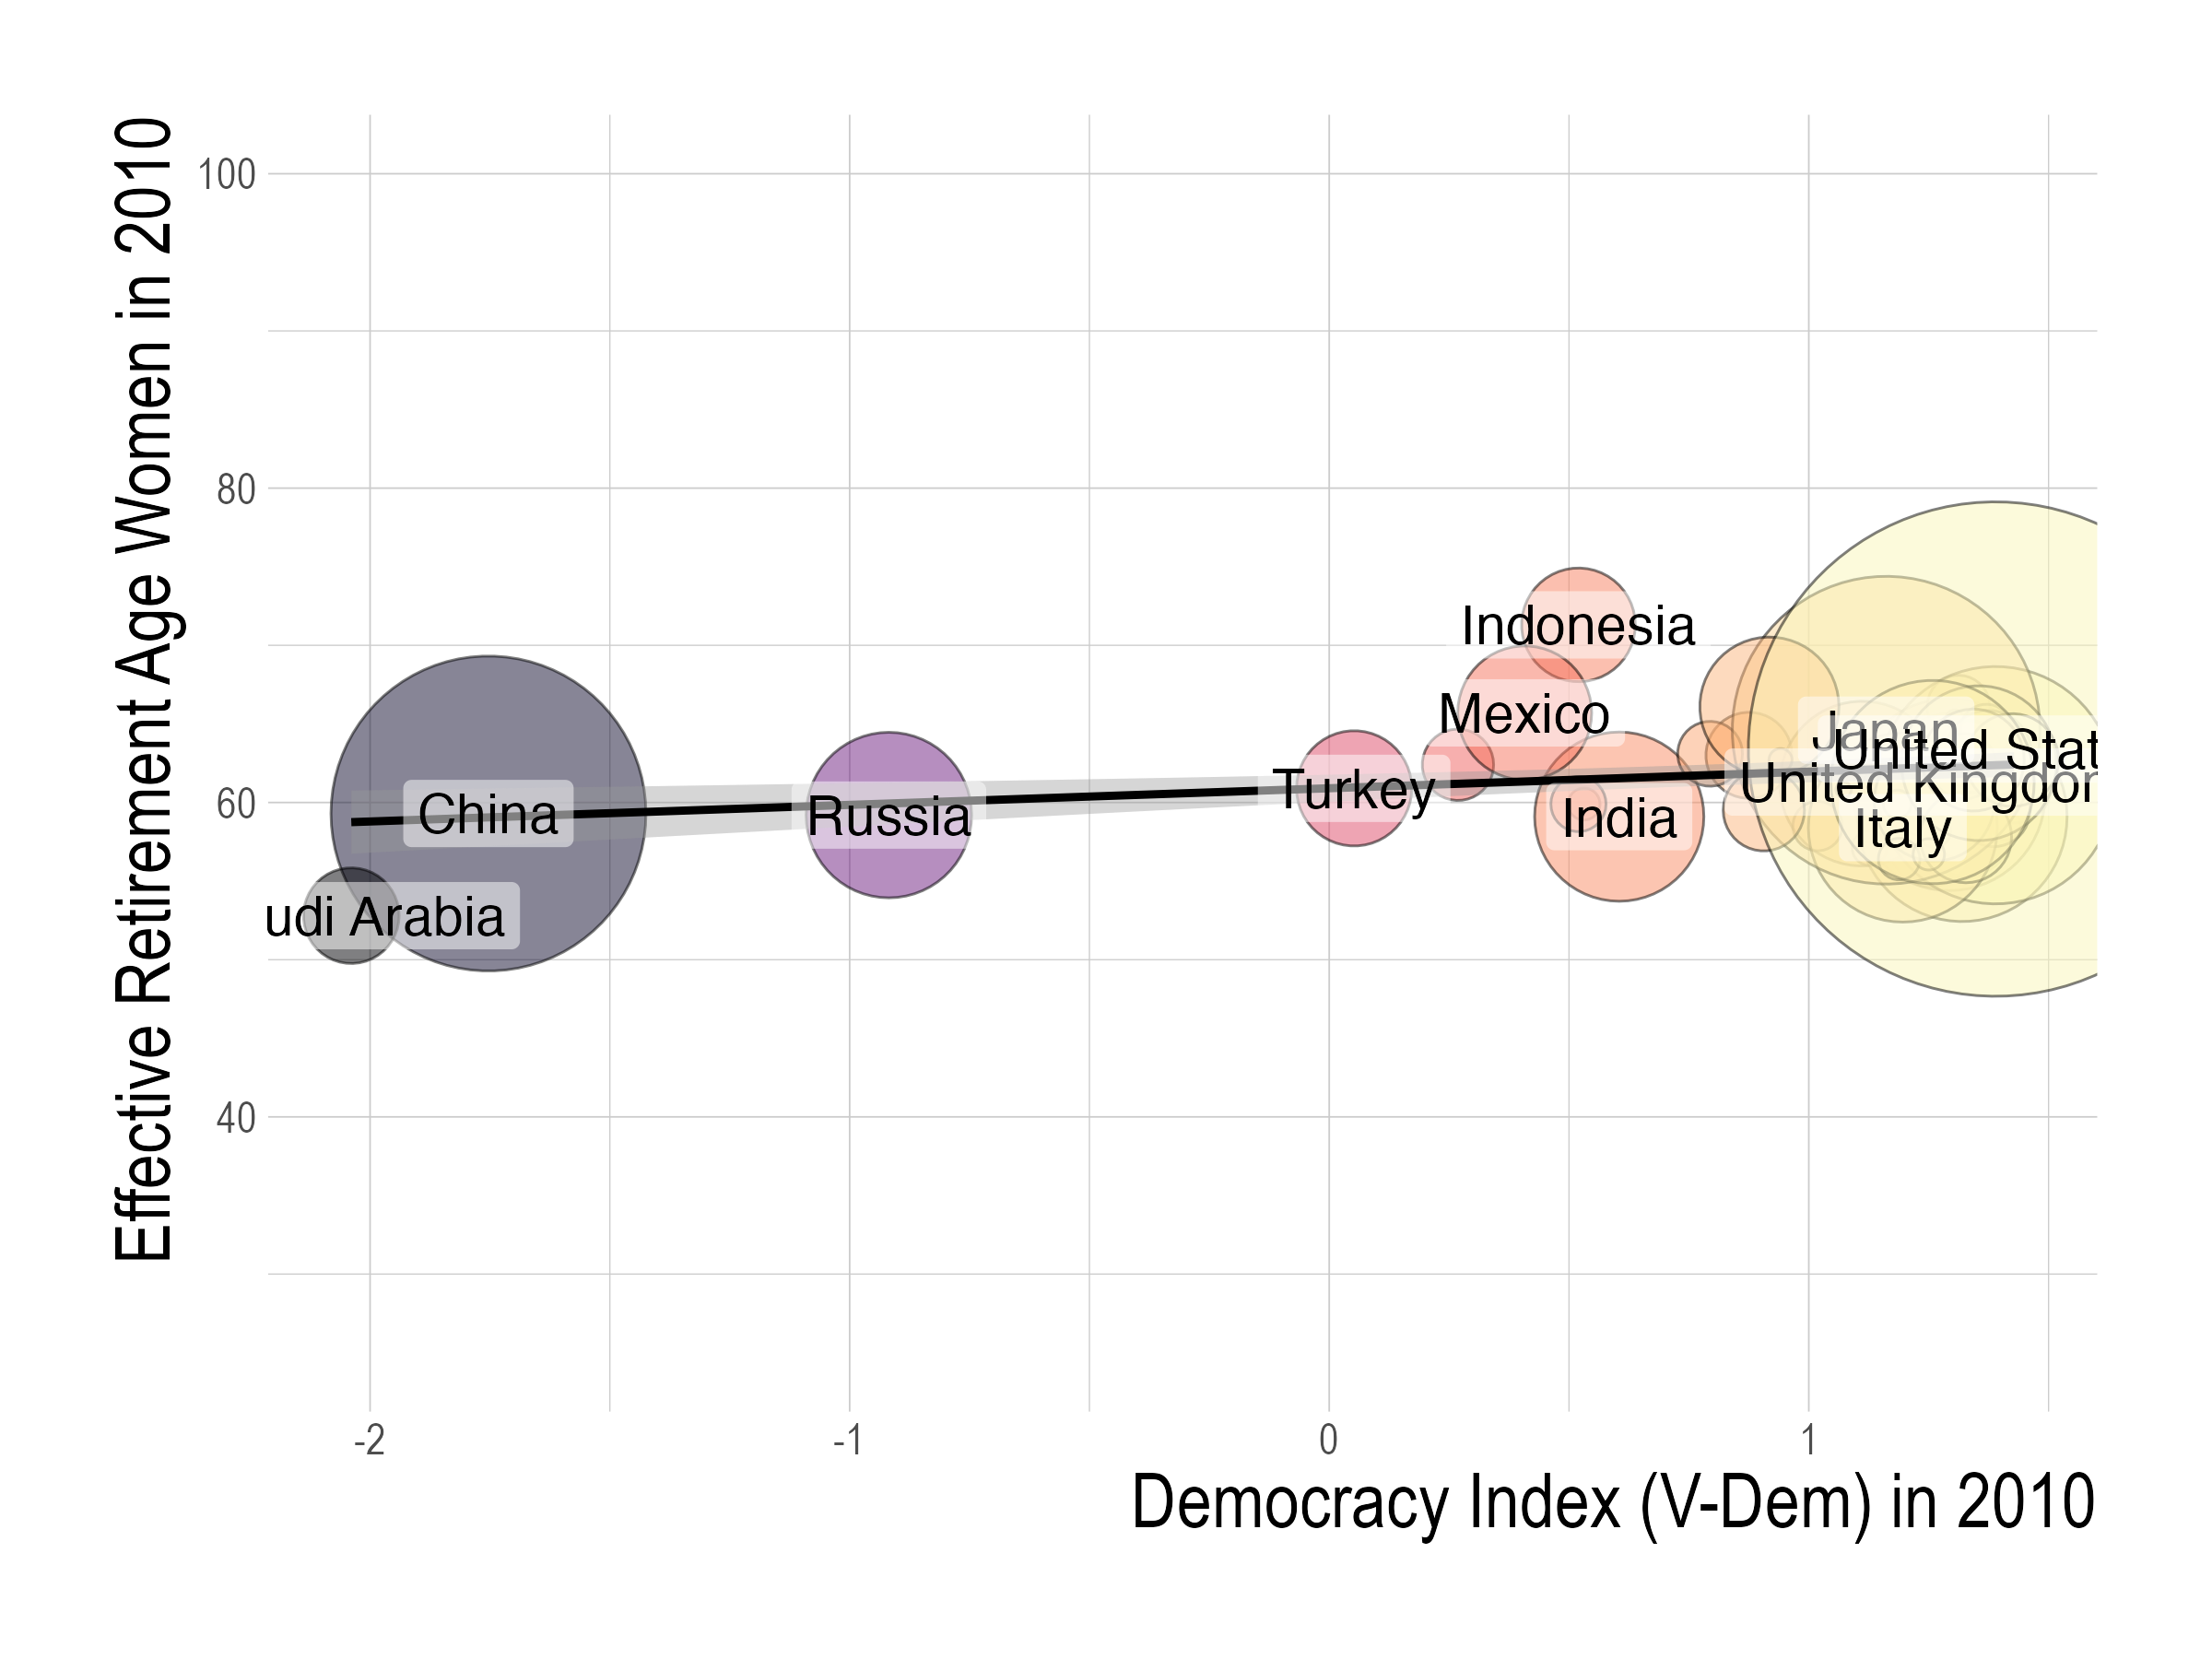 Effective Retirement Age Women in 2010
100
80
60
40
Indonesia
Mexico
Japan
United Stat
Turkey
United Kingdor
China
Russia
India
Italy
udi Arabia
-2
-1
0
1
Democracy Index (V-Dem) in 2010